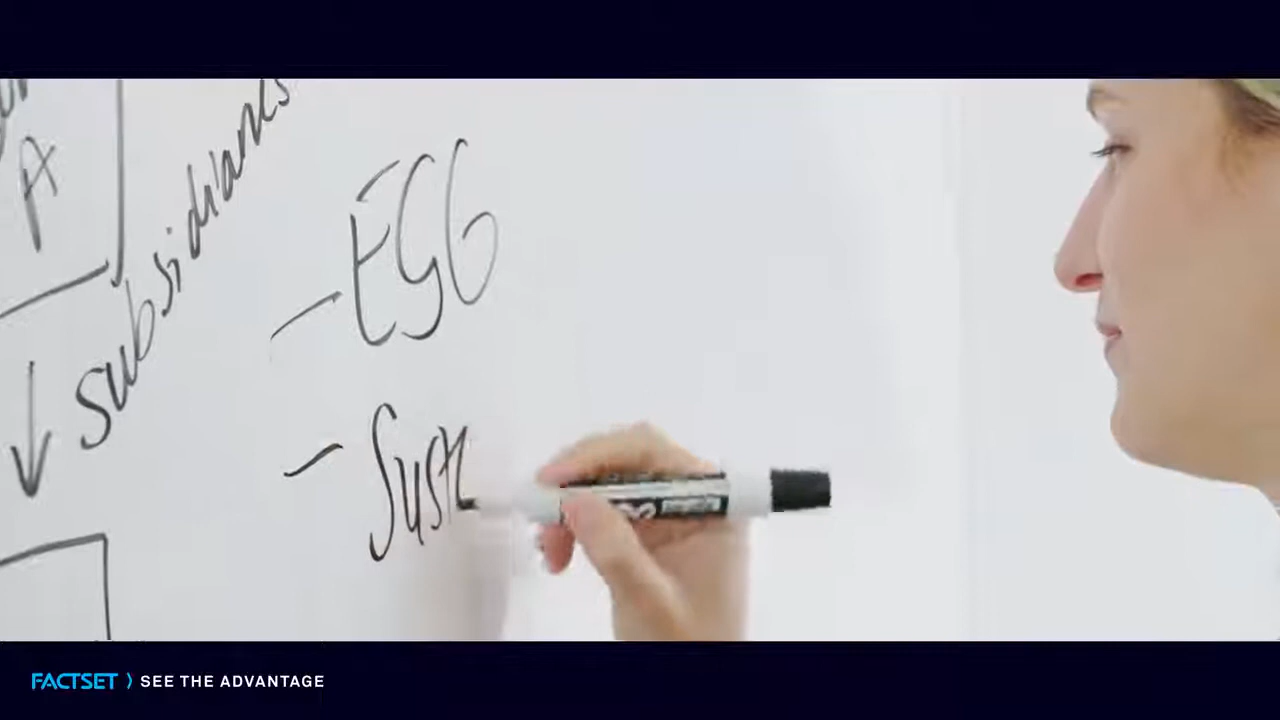 A
subsidiaries
- ESG
- Sust
FACTSET ⟩ SEE THE ADVANTAGE